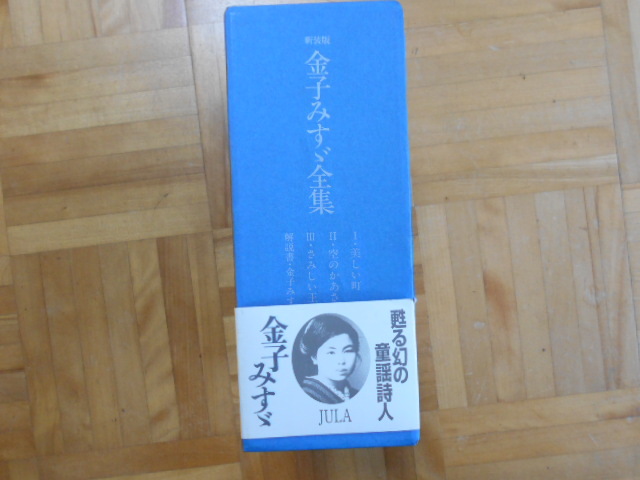 新装版
金子みすゞ全集
I・美しい町
II・空のかあさ
III・さみしい王
解説書・金子みす
甦る幻の
童謡詩人
金子みすゞ
JULA